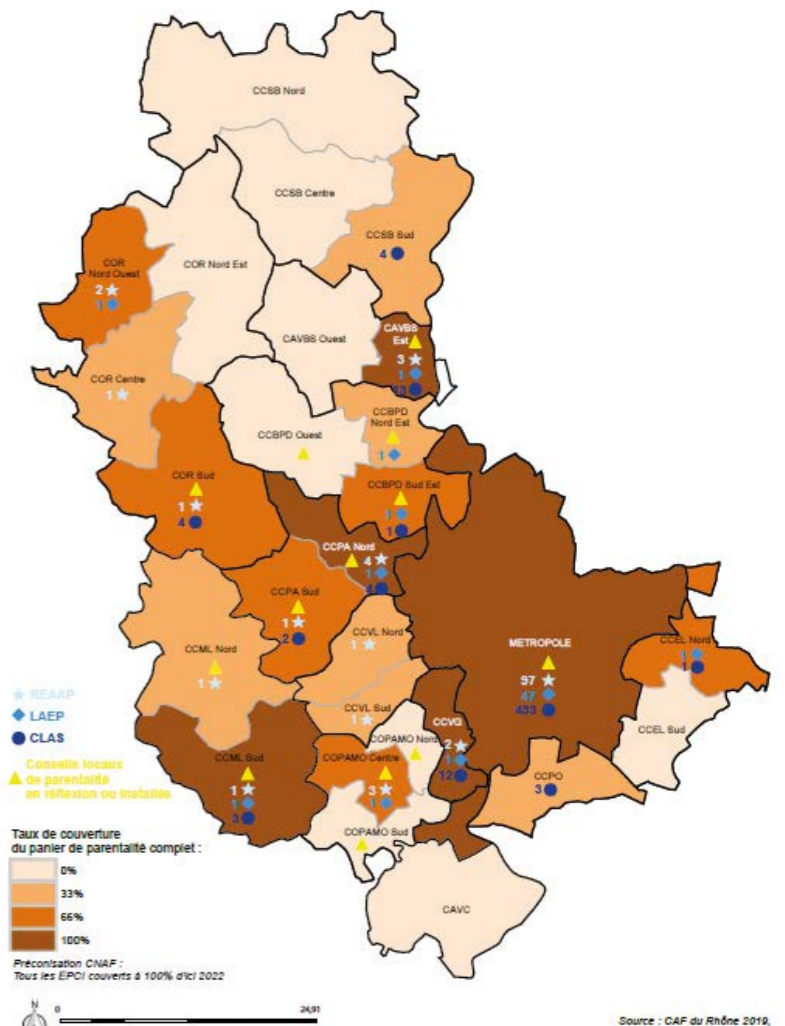 CCSB Nord
CCSB Centre
CCSB Sud
4
COR
Nord Ouest
2
1
COR Nord Est
CAVBS Ouest
CAVBS
Est
3
1
13
COR Centre
1
CCBPD Ouest
CCBPD
Nord Est
1
COR Sud
1
4
CCBPD Sud Est
1
1
CCPA Nord
4
1
4
CCPA Sud
1
2
CCML Nord
1
CCVL Nord
1
CCVL Sud
1
METROPOLE
97
47
433
CCEL Nord
1
1
CCEL Sud
CCVG
2
1
12
COPAMO Nord
COPAMO Centre
3
1
CCML Sud
1
1
3
CCPO
3
COPAMO Sud
CAVC
REAAP
LAEP
CLAS
Conseils locaux
de parentalité
en réflexion ou installés
Taux de couverture
du panier de parentalité complet :
0%
33%
66%
100%
Préconisation CNAF :
Tous les EPCI couverts à 100% d'ici 2022
N
0
24,91
Source : CAF du Rhône 2019,